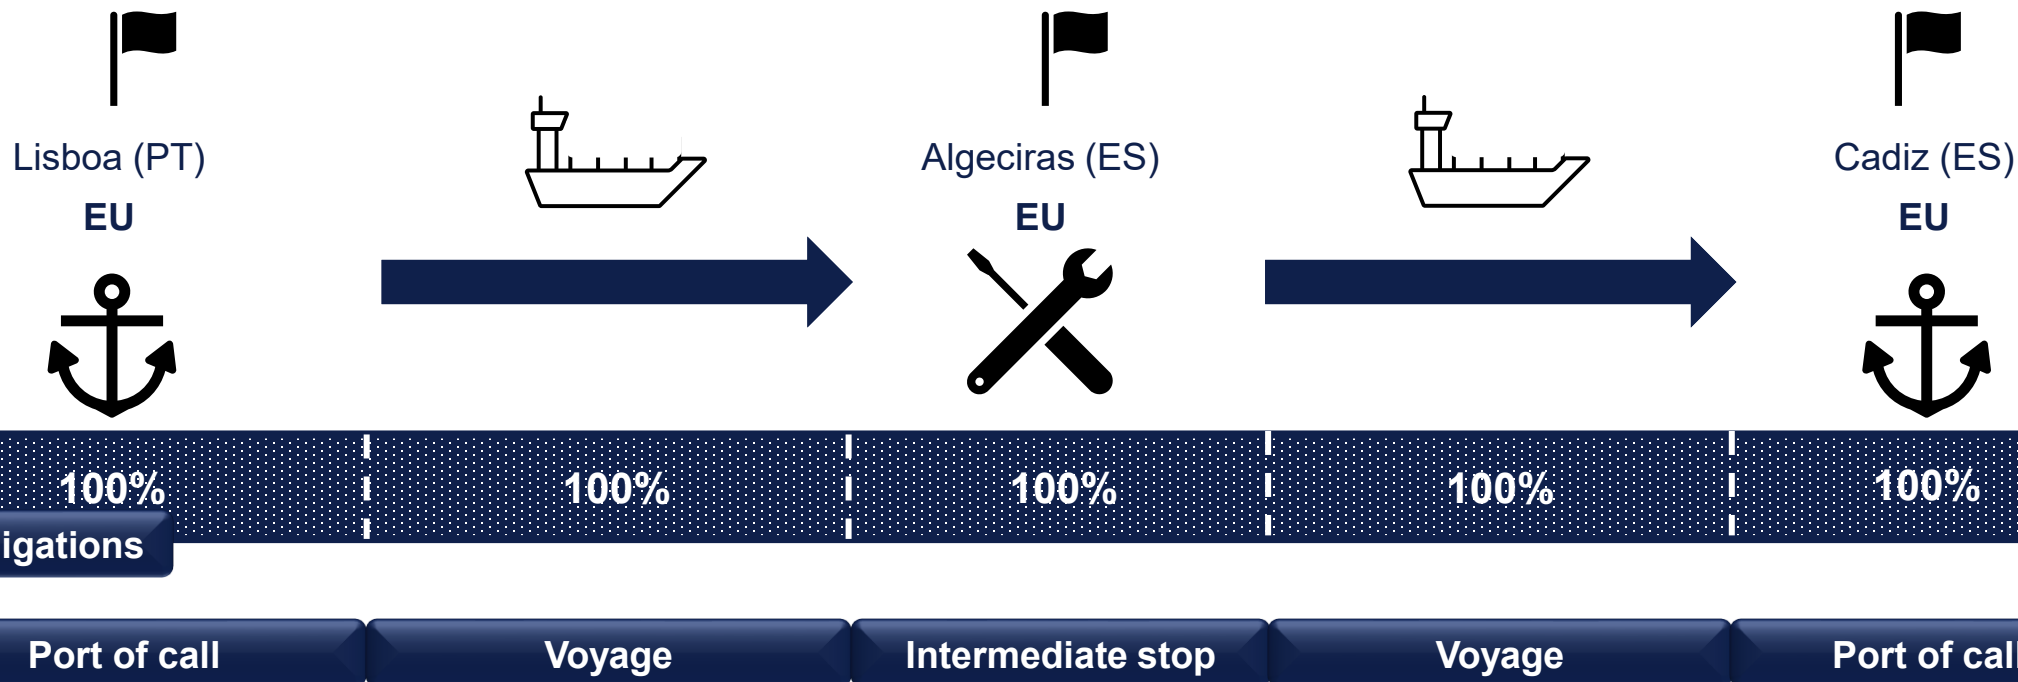 Lisboa (PT)
EU
Algeciras (ES)
EU
Cadiz (ES)
EU
100%
100%
100%
100%
100%
igations
Port of call
Voyage
Intermediate stop
Voyage
Port of call